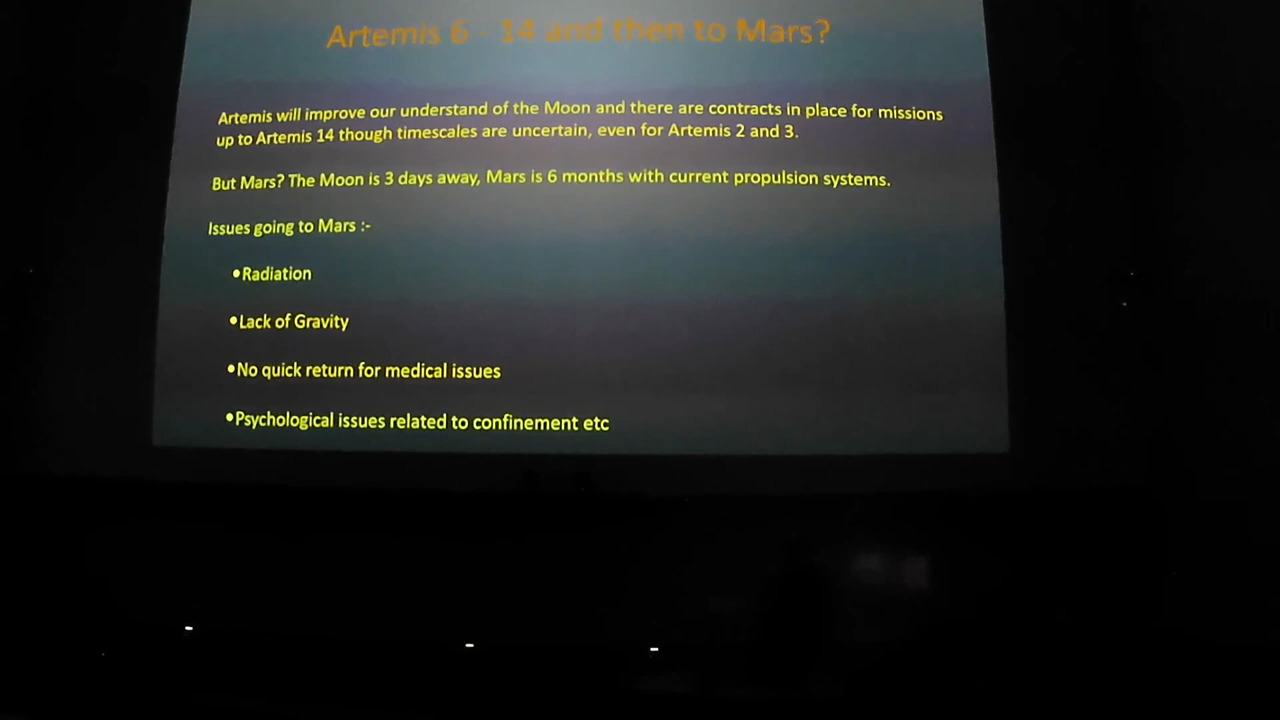 Artemis 6 - 14 and then to Mars?
Artemis will improve our understand of the Moon and there are contracts in place for missions
up to Artemis 14 though timescales are uncertain, even for Artemis 2 and 3.
But Mars? The Moon is 3 days away, Mars is 6 months with current propulsion systems.
Issues going to Mars :-
•Radiation
•Lack of Gravity
•No quick return for medical issues
•Psychological issues related to confinement etc